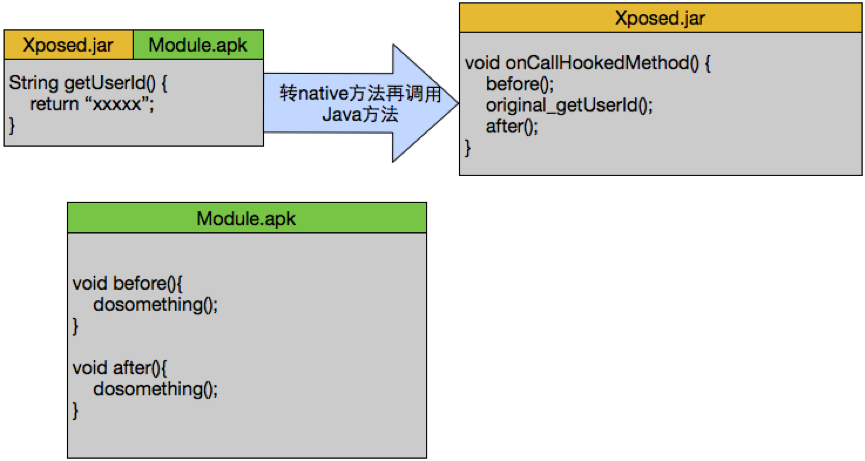 Xposed.jar
Module.apk
String getUserId() {
return “xxxxx”;
}
转native方法再调用
Java方法
Xposed.jar
void onCallHookedMethod() {
before();
original_getUserId();
after();
}
Module.apk
void before(){
dosomething();
}
void after(){
dosomething();
}